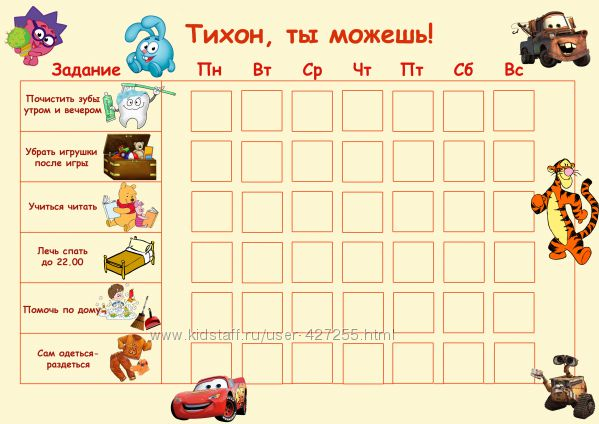 Тихон, ты можешь!
Задание Пн Вт Ср Чт Пт Сб Вс
Почистить зубы
утром и вечером
Убрать игрушки
после игры
Учиться читать
Лечь спать
до 22.00
Помочь по дому
www.kidstaff.ru/user-427255.html
Сам одеться-
раздеться